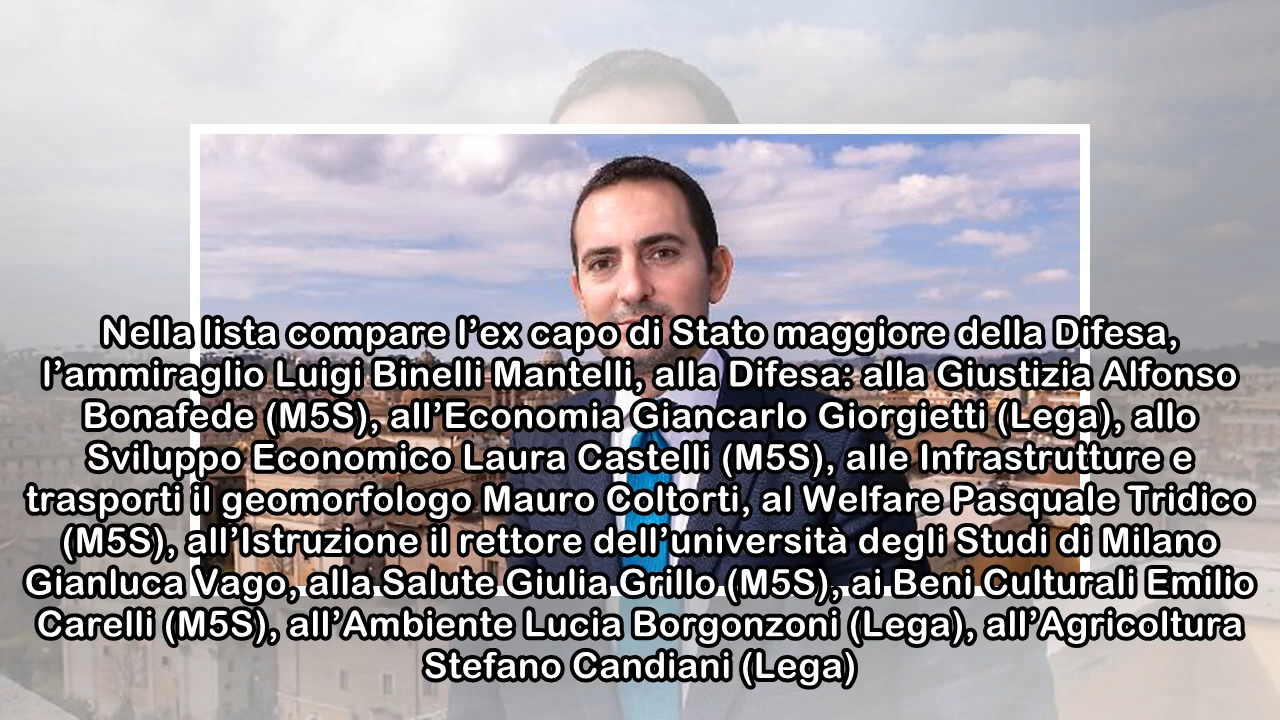 Nella lista compare l’ex capo di Stato maggiore della Difesa,
l’ammiraglio Luigi Binelli Mantelli, alla Difesa: alla Giustizia Alfonso
Bonafede (M5S), all’Economia Giancarlo Giorgietti (Lega), allo
Sviluppo Economico Laura Castelli (M5S), alle Infrastrutture e
trasporti il geomorfologo Mauro Coltorti, al Welfare Pasquale Tridico
(M5S), all’Istruzione il rettore dell’università degli Studi di Milano
Gianluca Vago, alla Salute Giulia Grillo (M5S), ai Beni Culturali Emilio
Carelli (M5S), all’Ambiente Lucia Borgonzoni (Lega), all’Agricoltura
Stefano Candiani (Lega)